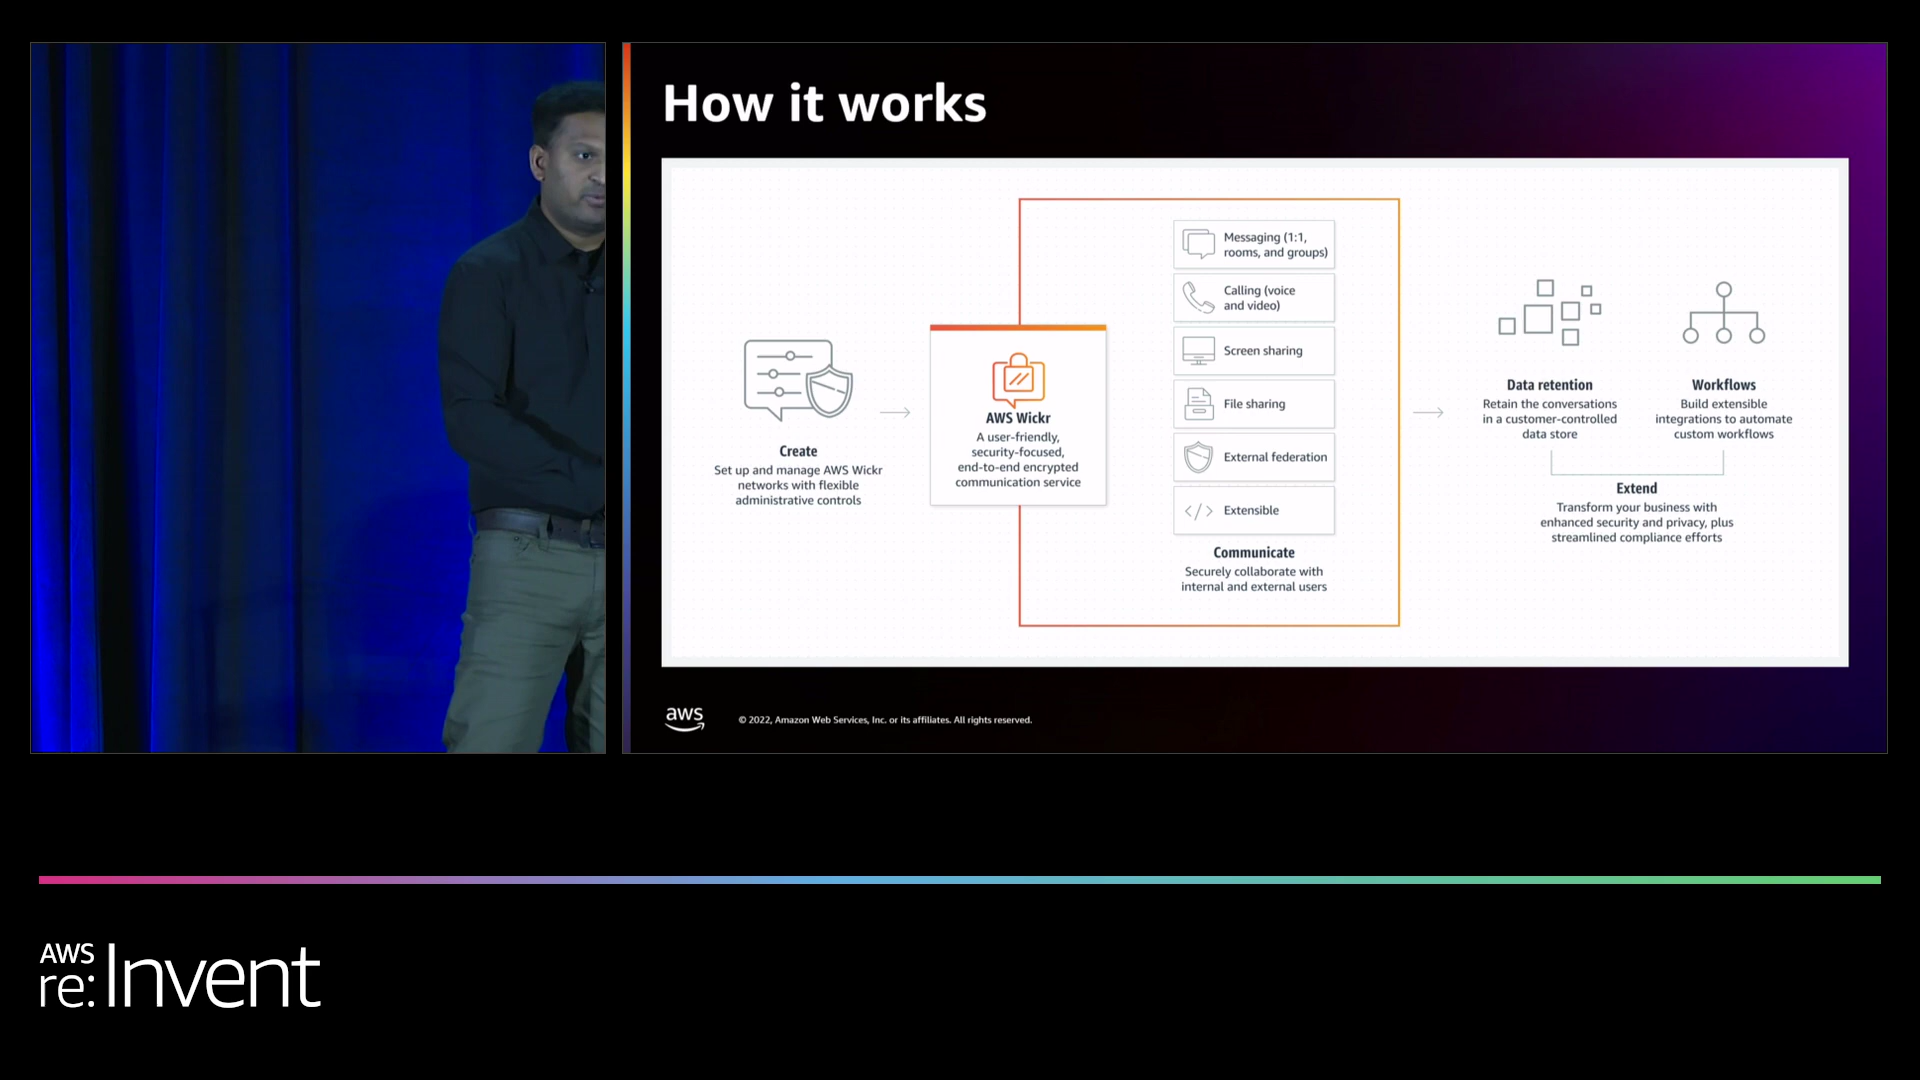 How it works
Create
Set up and manage AWS Wickr
networks with flexible
administrative controls
AWS Wickr
A user-friendly,
security-focused,
end-to-end encrypted
communication service
Messaging (1:1,
rooms, and groups)
Calling (voice
and video)
Screen sharing
File sharing
External federation
</> Extensible
Communicate
Securely collaborate with
internal and external users
Data retention
Retain the conversations
in a customer-controlled
data store
Workflows
Build extensible
integrations to automate
custom workflows
Extend
Transform your business with
enhanced security and privacy, plus
streamlined compliance efforts
aws
© 2022, Amazon Web Services, Inc. or its affiliates. All rights reserved.
AWS
re:Invent